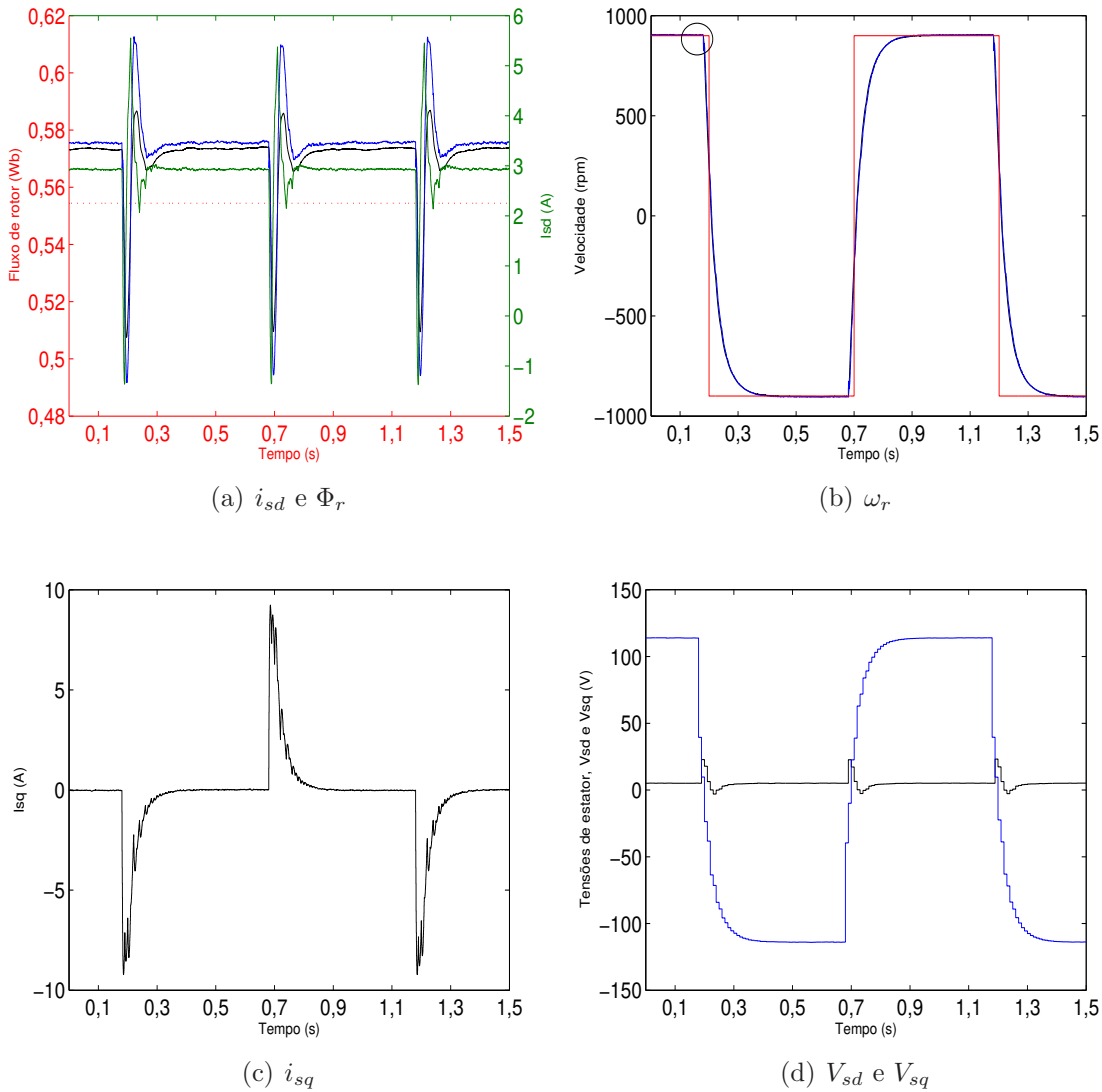 0,62
0,6
0,58
0,56
0,54
0,52
0,5
0,48
Fluxo de rotor (Wb)
6
5
4
3
2
1
0
−1
−2
Isd (A)
0,1 0,3 0,5 0,7 0,9 1,1 1,3 1,5
Tempo (s)
(a) i_sd e Φ_r
1000
500
0
−500
−1000
Velocidade (rpm)
0,1 0,3 0,5 0,7 0,9 1,1 1,3 1,5
Tempo (s)
(b) ω_r
10
5
0
−5
−10
Isq (A)
0,1 0,3 0,5 0,7 0,9 1,1 1,3 1,5
Tempo (s)
(c) i_sq
150
100
50
0
−50
−100
−150
Tensões de estator, Vsd e Vsq (V)
0,1 0,3 0,5 0,7 0,9 1,1 1,3 1,5
Tempo (s)
(d) V_sd e V_sq